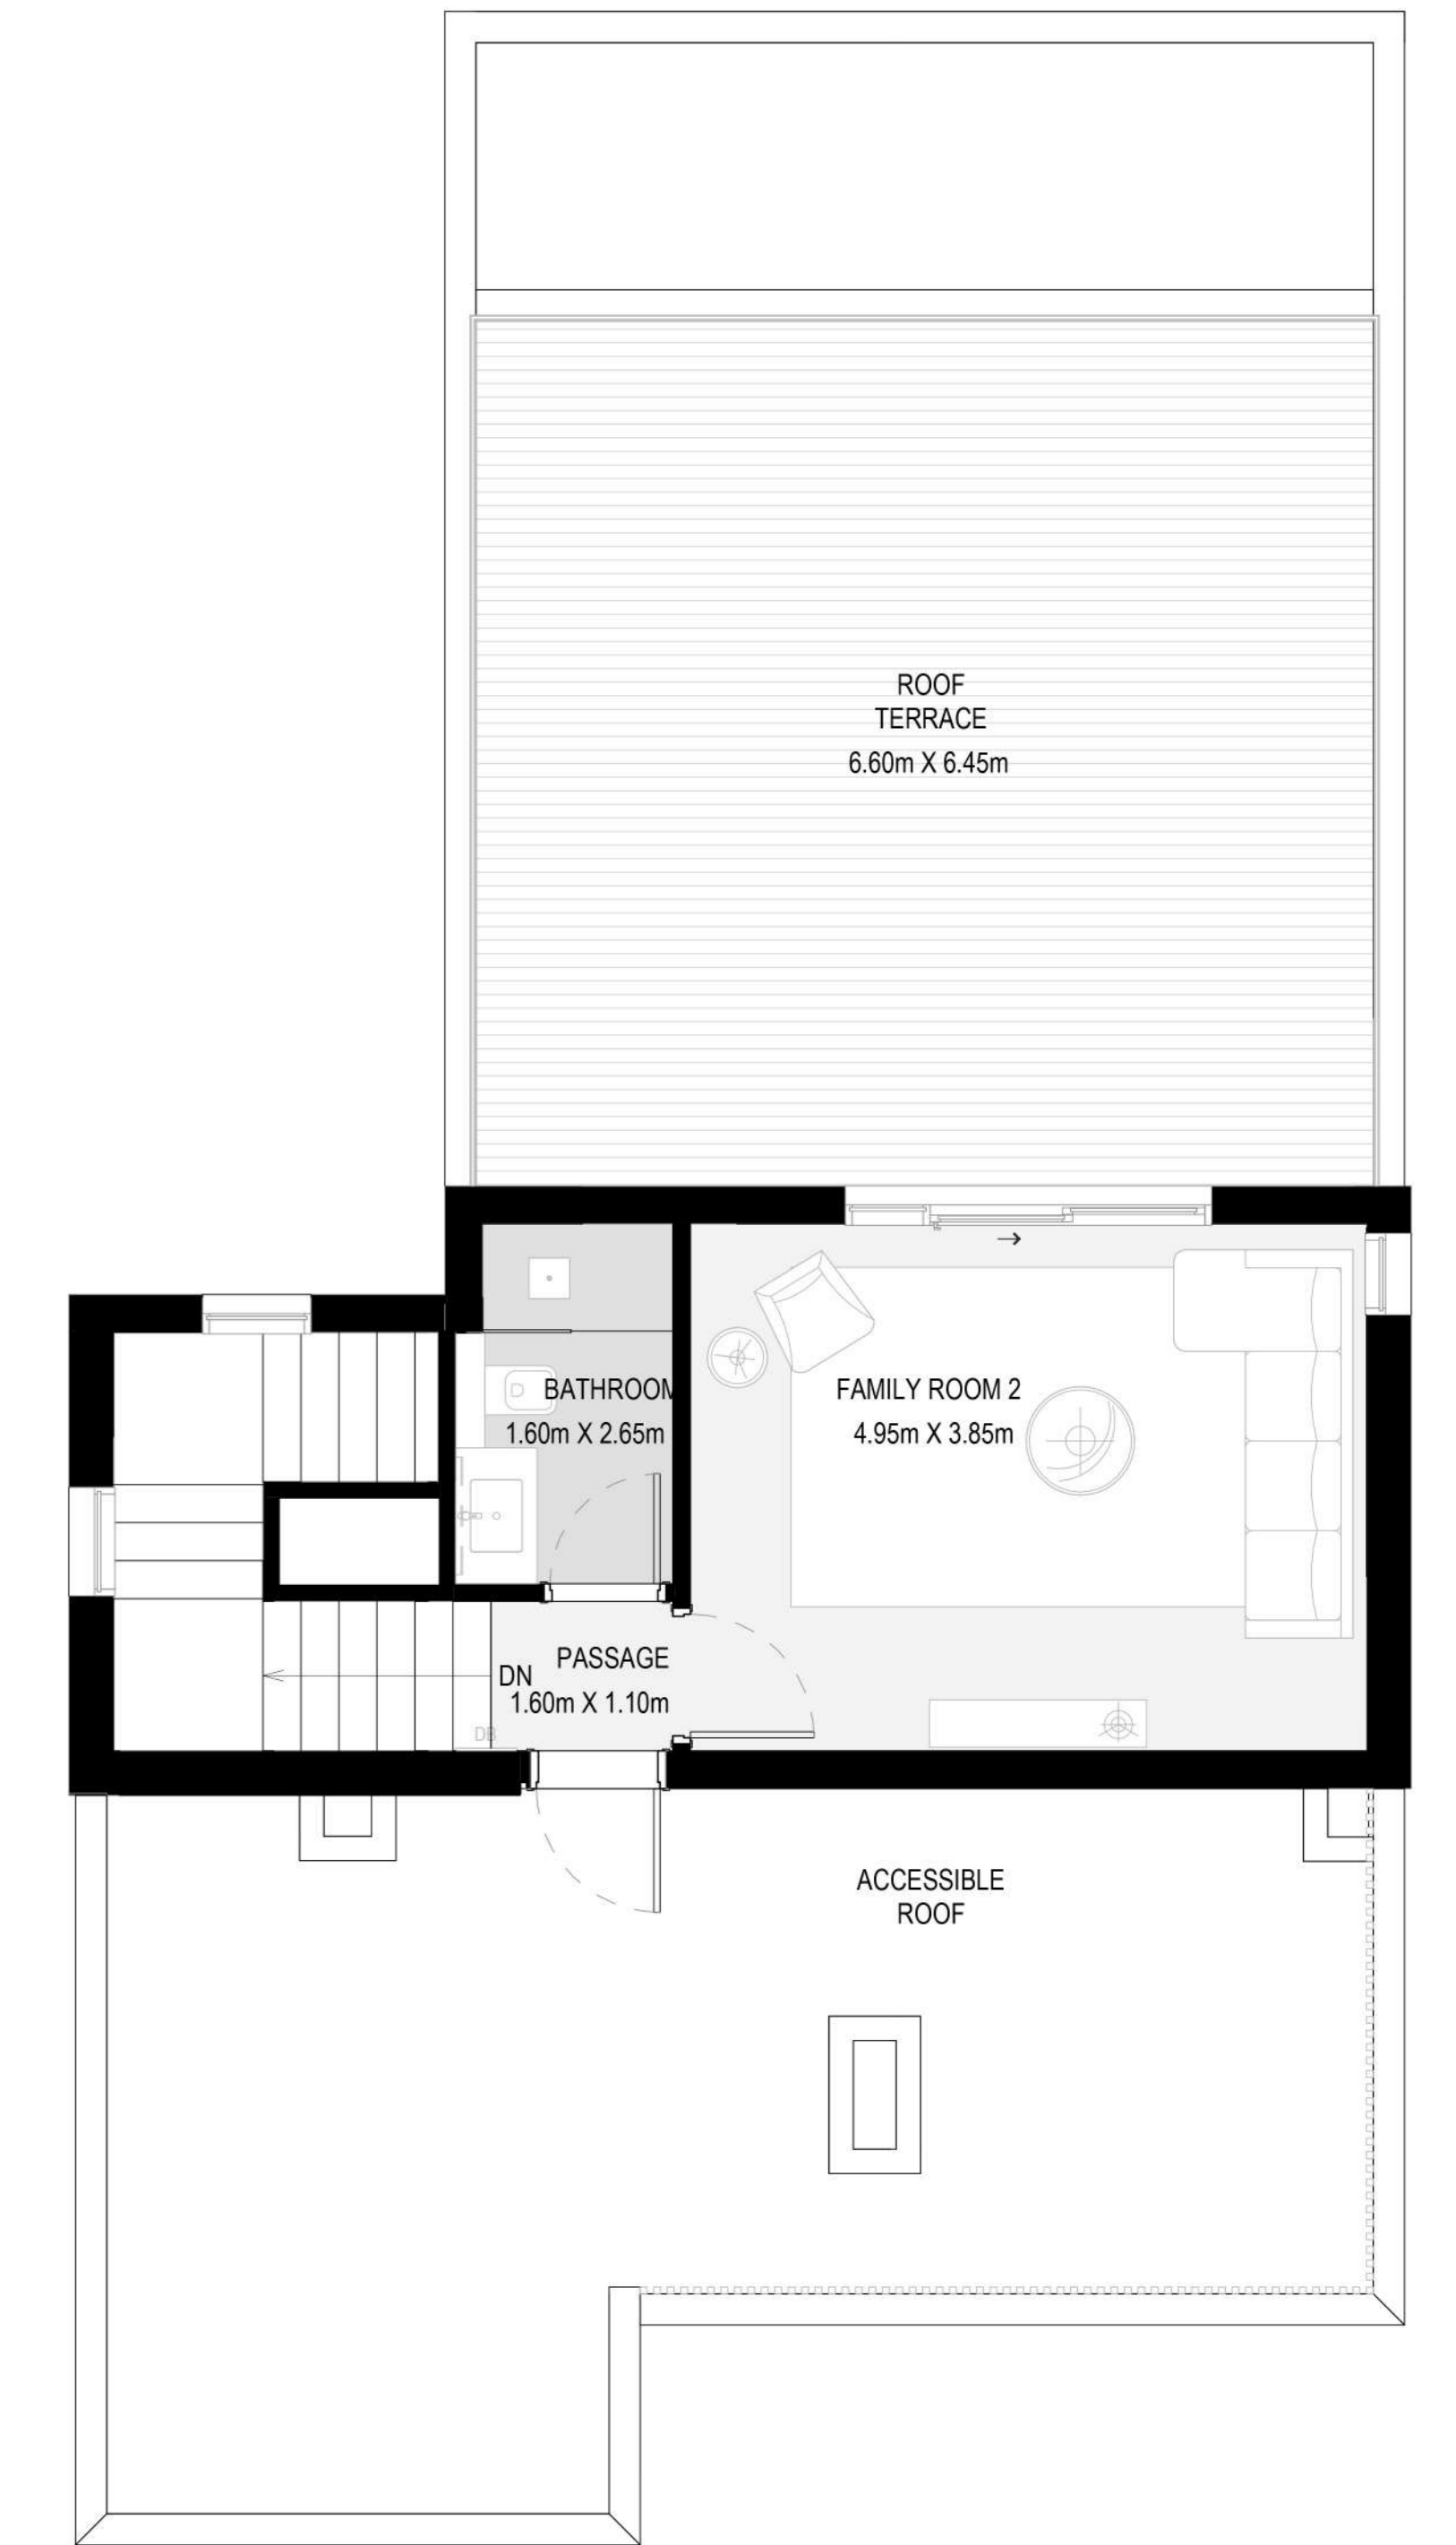 ROOF
TERRACE
6.60m X 6.45m
BATHROOM
1.60m X 2.65m
FAMILY ROOM 2
4.95m X 3.85m
PASSAGE
DN
1.60m X 1.10m
DB
ACCESSIBLE
ROOF